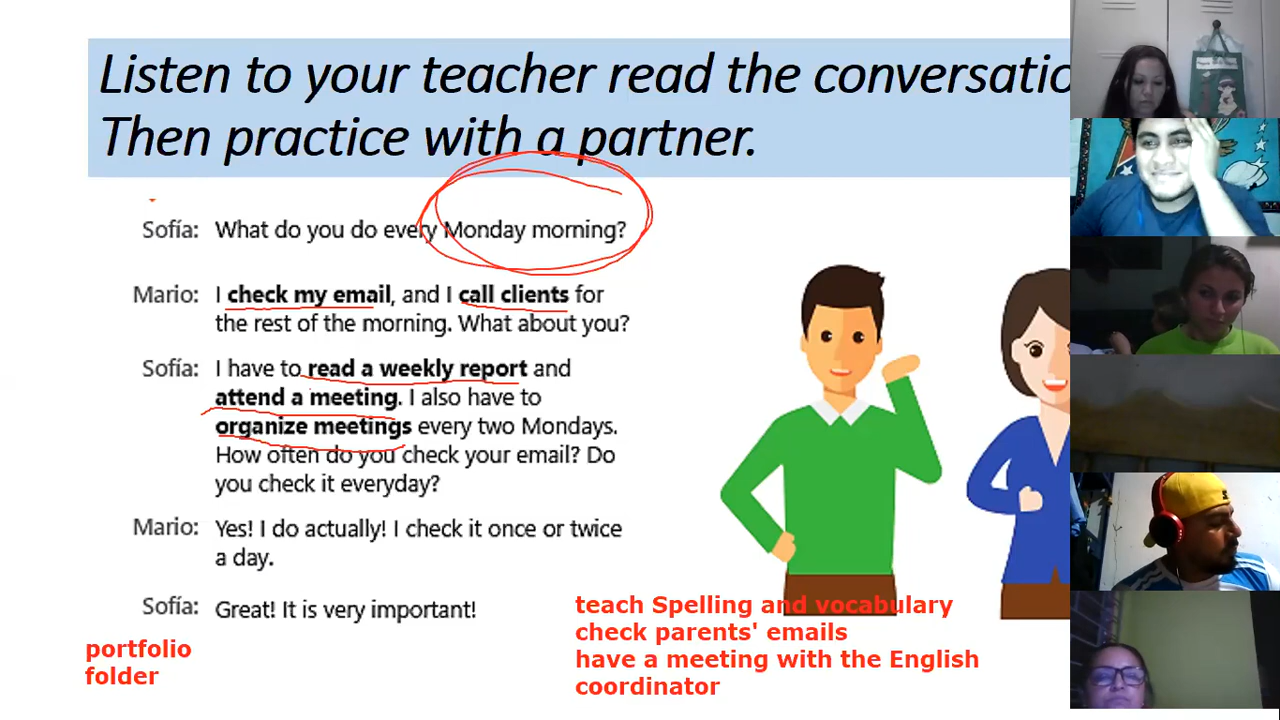 Listen to your teacher read the conversatio
Then practice with a partner.
Sofía: What do you do every Monday morning?
Mario: I check my email, and I call clients for
the rest of the morning. What about you?
Sofía: I have to read a weekly report and
attend a meeting. I also have to
organize meetings every two Mondays.
How often do you check your email? Do
you check it everyday?
Mario: Yes! I do actually! I check it once or twice
a day.
Sofía: Great! It is very important!
portfolio
folder
teach Spelling and vocabulary
check parents' emails
have a meeting with the English
coordinator